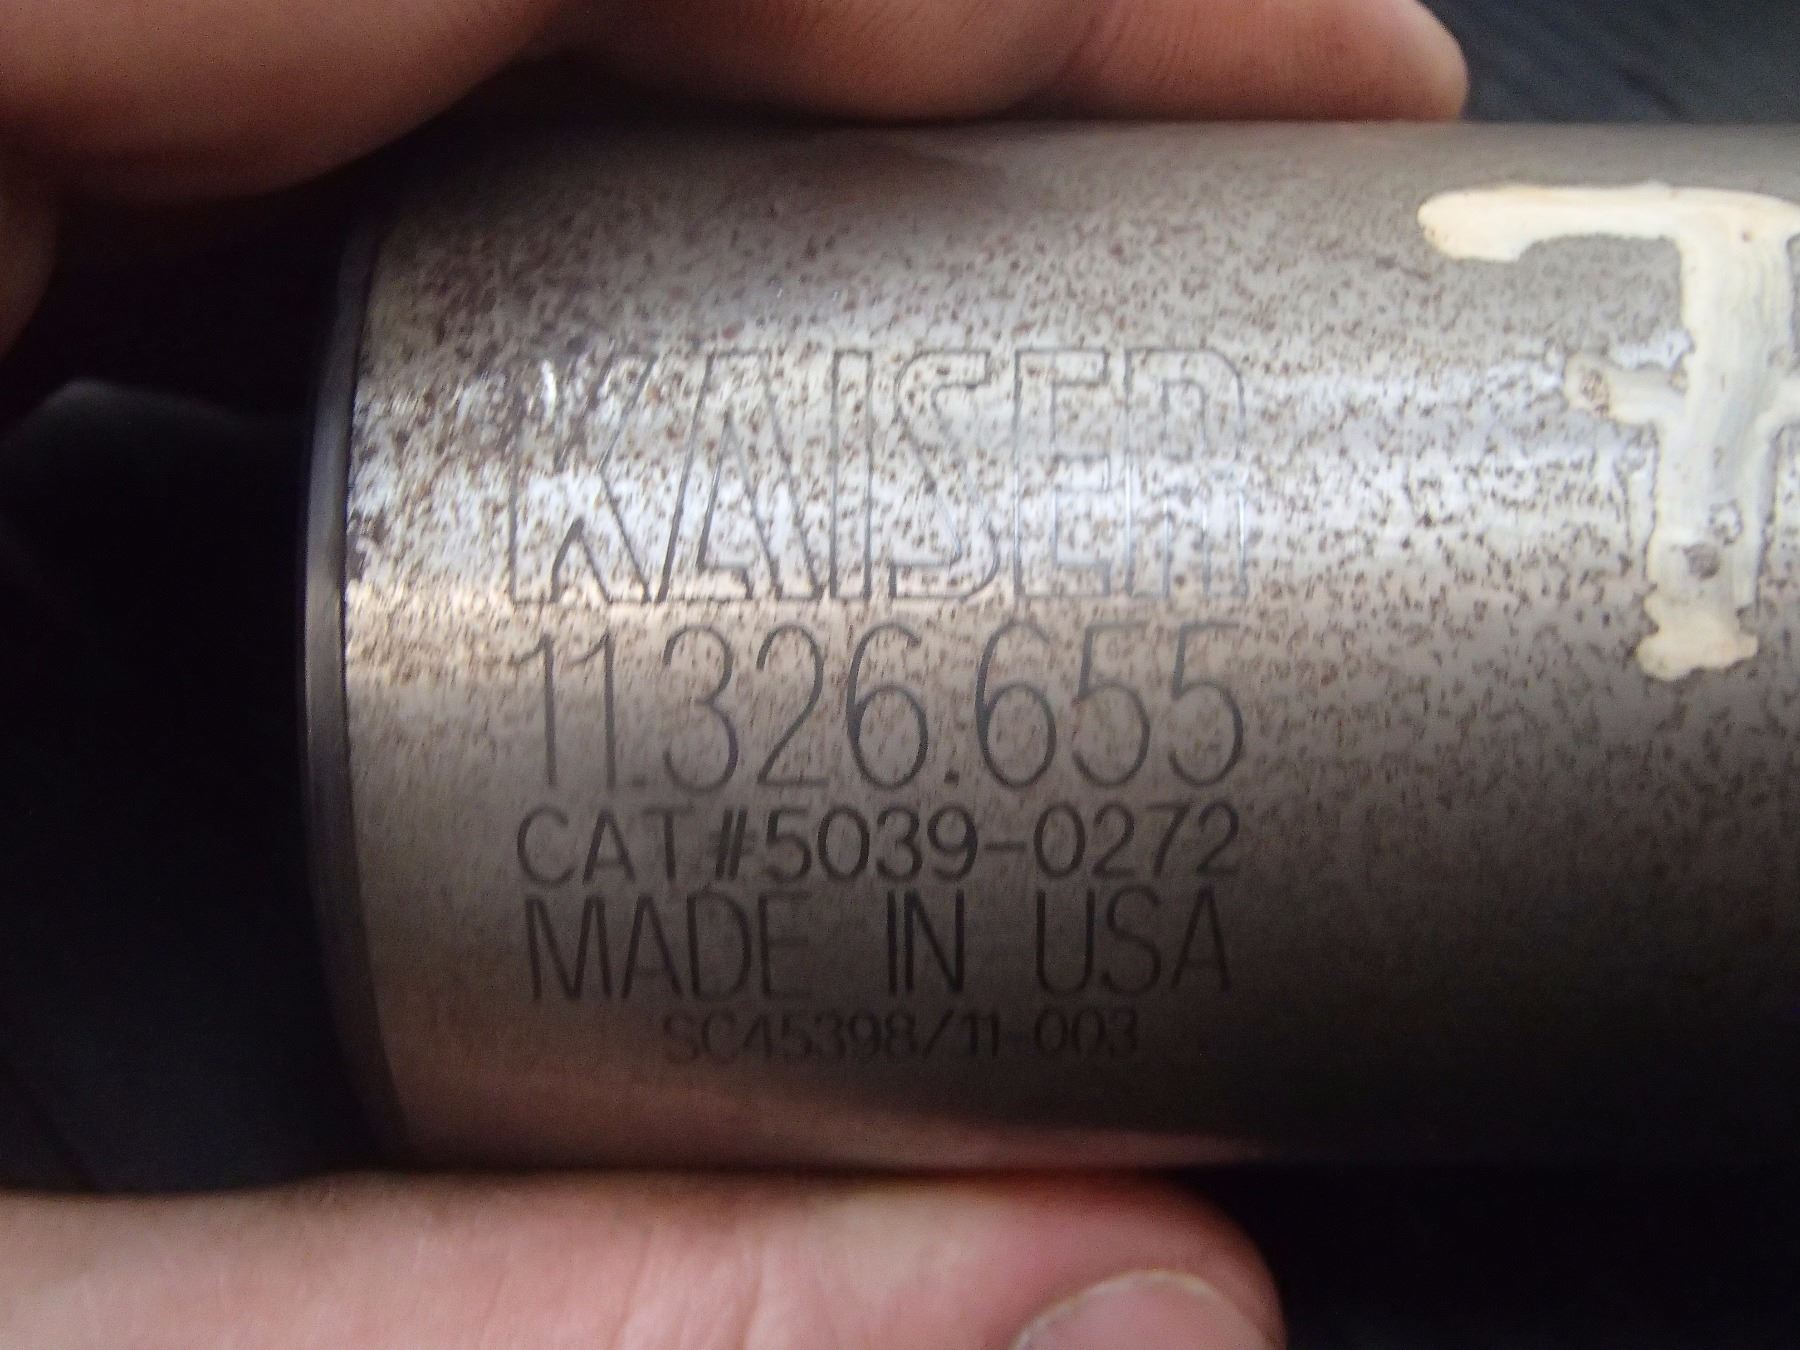 KAISER
11.326.655
CAT#5039-0272
MADE IN USA
SC45398/11-003